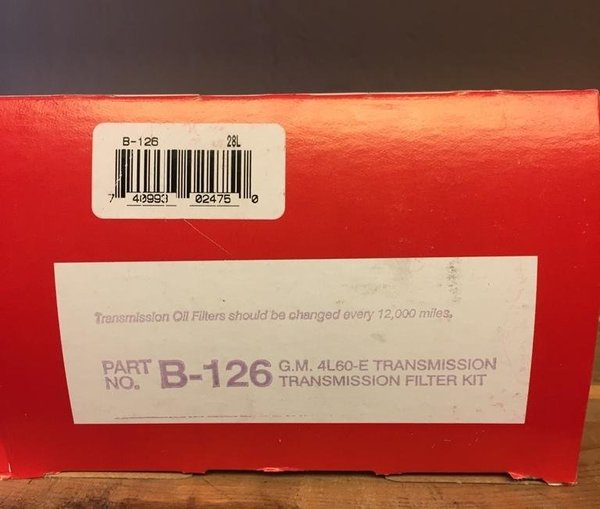 B-126 28L
7 48993 02475 0
Transmission Oil Filters should be changed every 12,000 miles.
PART NO. B-126 G.M. 4L60-E TRANSMISSION
TRANSMISSION FILTER KIT